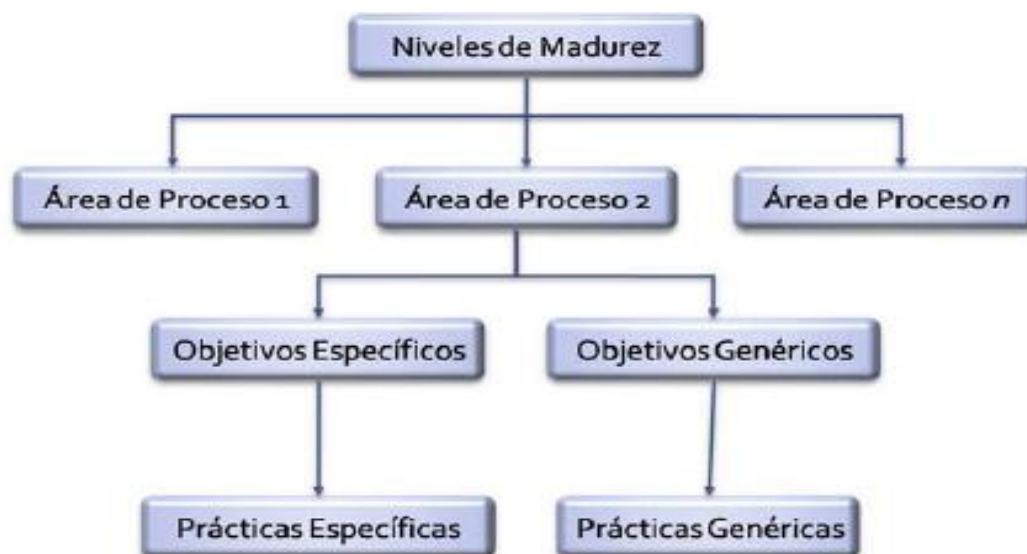 Niveles de Madurez
Área de Proceso 1
Área de Proceso 2
Área de Proceso n
Objetivos Específicos
Objetivos Genéricos
Prácticas Específicas
Prácticas Genéricas